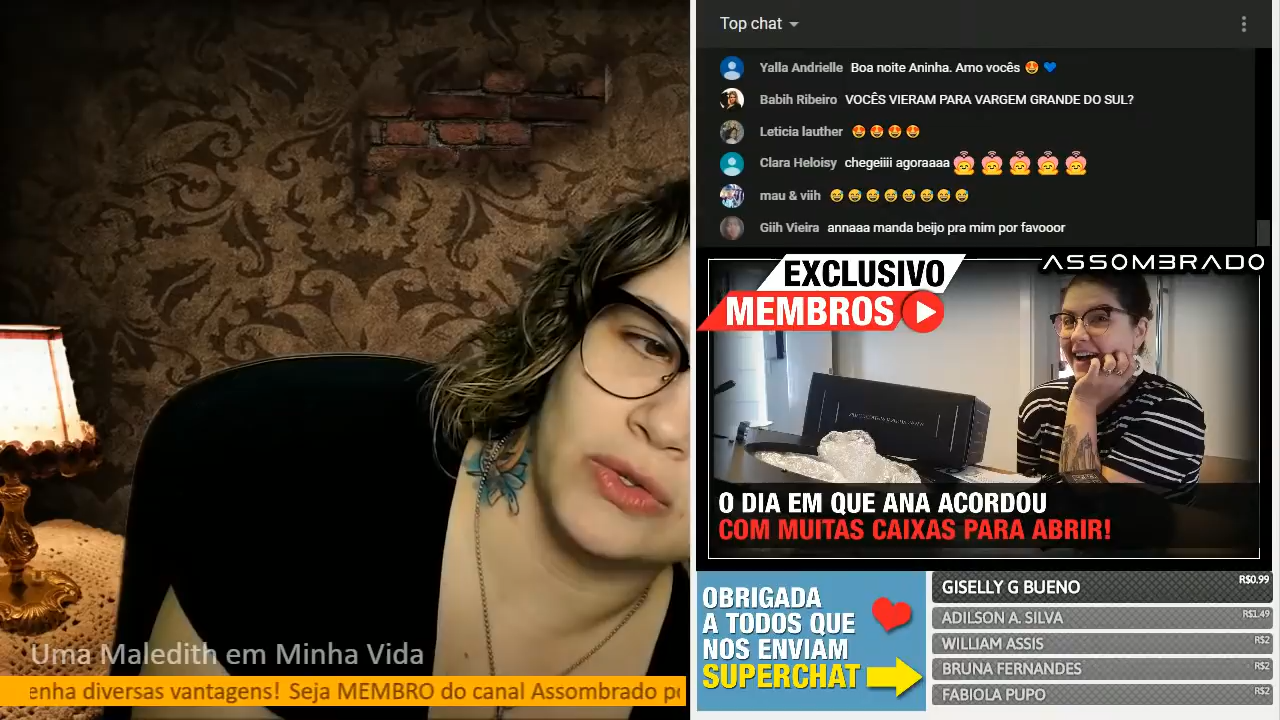 Top chat
Yalla Andrielle Boa noite Aninha. Amo vocês 🤩 💙
Babih Ribeiro VOCÊS VIERAM PARA VARGEM GRANDE DO SUL?
Leticia lauther 🤩 🤩 🤩 🤩
Clara Heloisy chegeiiii agoraaaa
mau & viih 😅 😅 😅 😅 😅 😅 😅 😅
Giih Vieira annaaa manda beijo pra mim por favooor
EXCLUSIVO
MEMBROS
ASSOMBRADO
O DIA EM QUE ANA ACORDOU
COM MUITAS CAIXAS PARA ABRIR!
Uma Maledith em Minha Vida
enha diversas vantagens! Seja MEMBRO do canal Assombrado p
OBRIGADA
A TODOS QUE
NOS ENVIAM
SUPERCHAT
GISELLY G BUENO R$0.99
ADILSON A. SILVA R$1.49
WILLIAM ASSIS R$2
BRUNA FERNANDES R$2
FABIOLA PUPO R$2